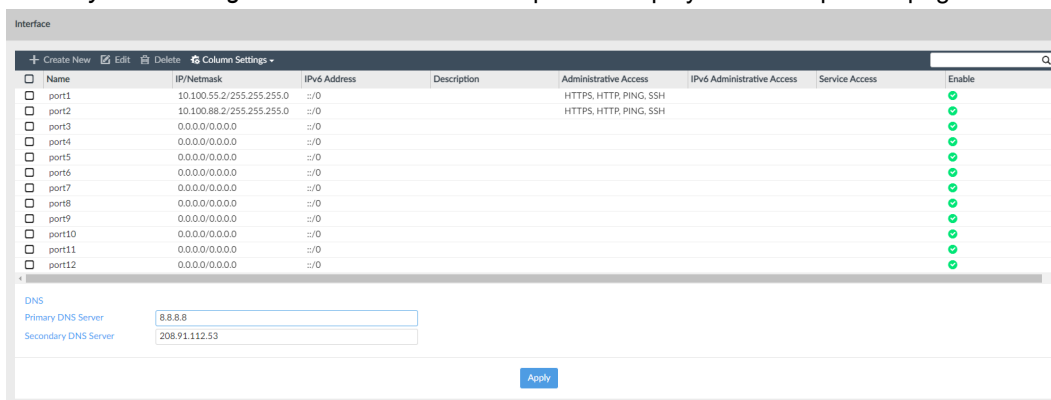 Interface
Create New Edit Delete Column Settings
Name IP/Netmask IPv6 Address Description Administrative Access IPv6 Administrative Access Service Access Enable
port1 10.100.55.2/255.255.255.0 ::/0 HTTPS, HTTP, PING, SSH
port2 10.100.88.2/255.255.255.0 ::/0 HTTPS, HTTP, PING, SSH
port3 0.0.0.0/0.0.0.0 ::/0
port4 0.0.0.0/0.0.0.0 ::/0
port5 0.0.0.0/0.0.0.0 ::/0
port6 0.0.0.0/0.0.0.0 ::/0
port7 0.0.0.0/0.0.0.0 ::/0
port8 0.0.0.0/0.0.0.0 ::/0
port9 0.0.0.0/0.0.0.0 ::/0
port10 0.0.0.0/0.0.0.0 ::/0
port11 0.0.0.0/0.0.0.0 ::/0
port12 0.0.0.0/0.0.0.0 ::/0
DNS
Primary DNS Server 8.8.8.8
Secondary DNS Server 208.91.112.53
Apply